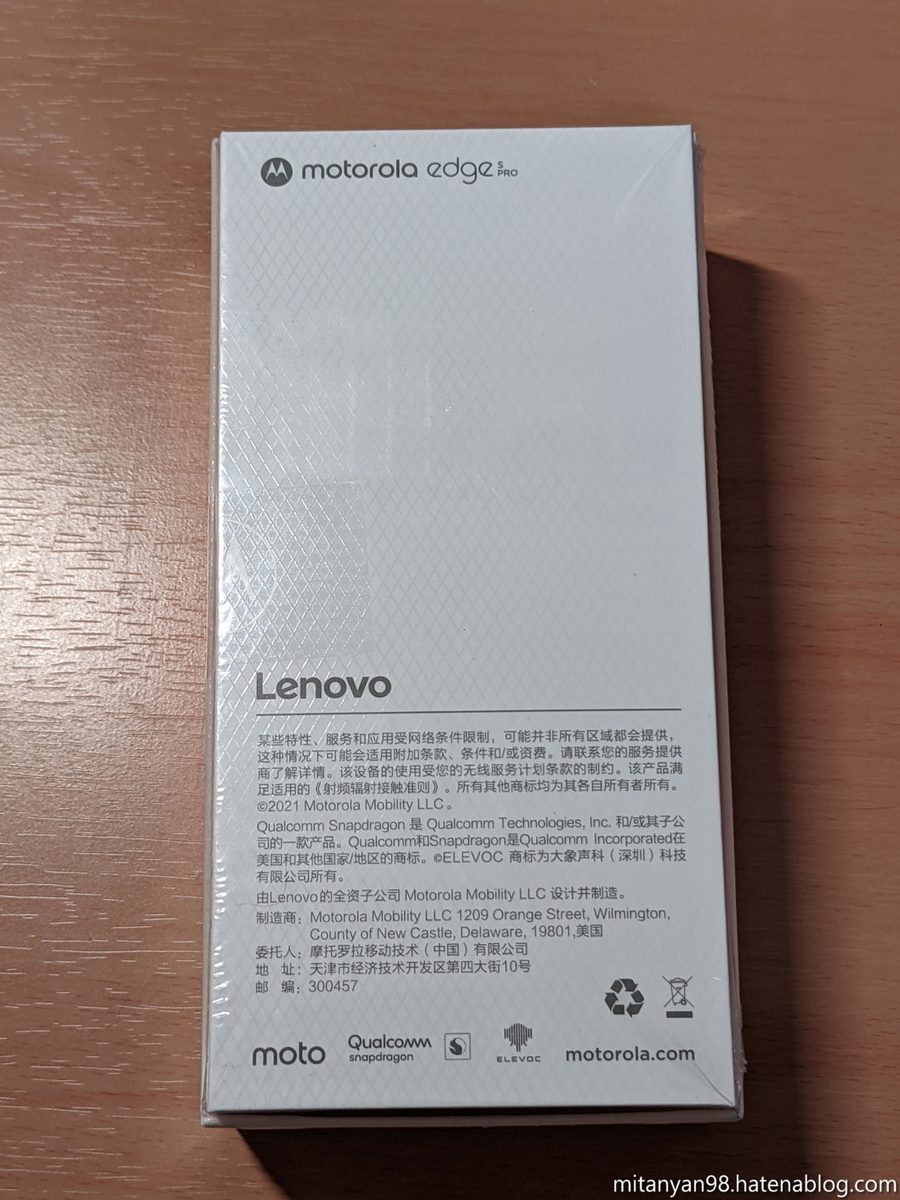 motorola edge S PRO
Lenovo
某些特性、服务和应用受网络条件限制，可能并非所有区域都会提供，
这种情况下可能会适用附加条款、条件和/或资费。请联系您的服务提供
商了解详情。该设备的使用受您的无线服务计划条款的制约。该产品满
足适用的《射频辐射接触准则》。所有其他商标均为其各自所有者所有。
©2021 Motorola Mobility LLC。
Qualcomm Snapdragon 是 Qualcomm Technologies, Inc. 和/或其子公
司的一款产品。Qualcomm和Snapdragon是Qualcomm Incorporated在
美国和其他国家/地区的商标。©ELEVOC 商标为大象声科（深圳）科技
有限公司所有。
由Lenovo的全资子公司 Motorola Mobility LLC 设计并制造。
制造商：Motorola Mobility LLC 1209 Orange Street, Wilmington,
County of New Castle, Delaware, 19801,美国
委托人：摩托罗拉移动技术（中国）有限公司
地 址：天津市经济技术开发区第四大街10号
邮 编：300457
moto Qualcomm snapdragon ELEVOC motorola.com
mitanyan98.hatenablog.com